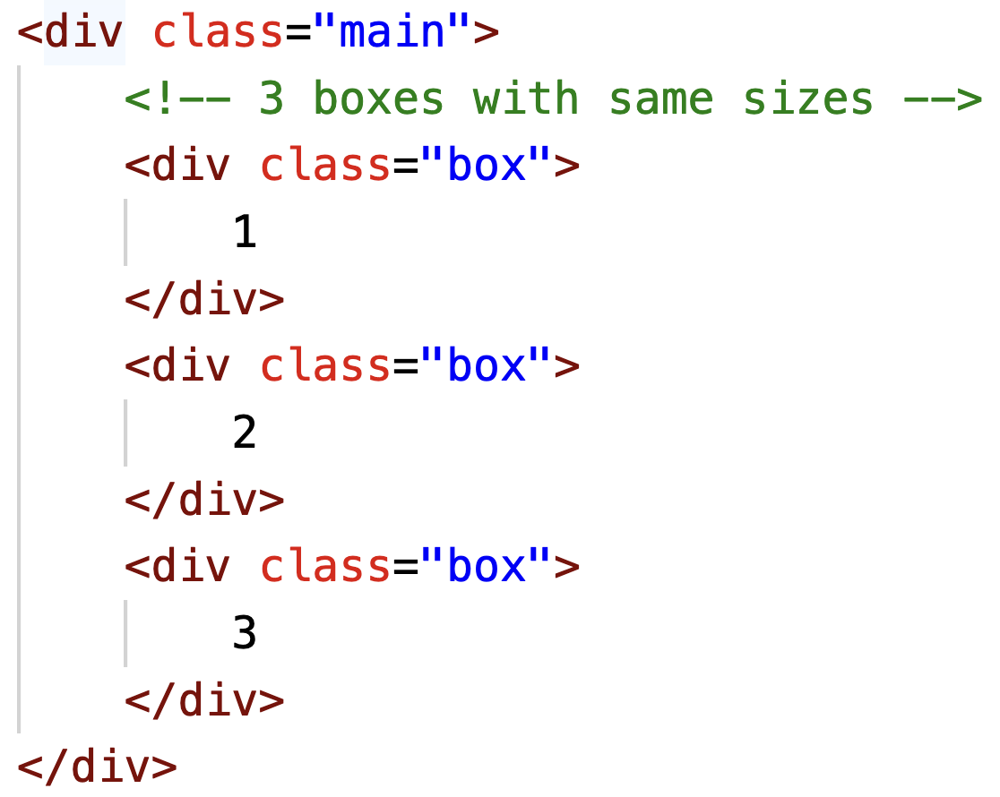 <div class="main">
    <!-- 3 boxes with same sizes -->
    <div class="box">
        1
    </div>
    <div class="box">
        2
    </div>
    <div class="box">
        3
    </div>
</div>